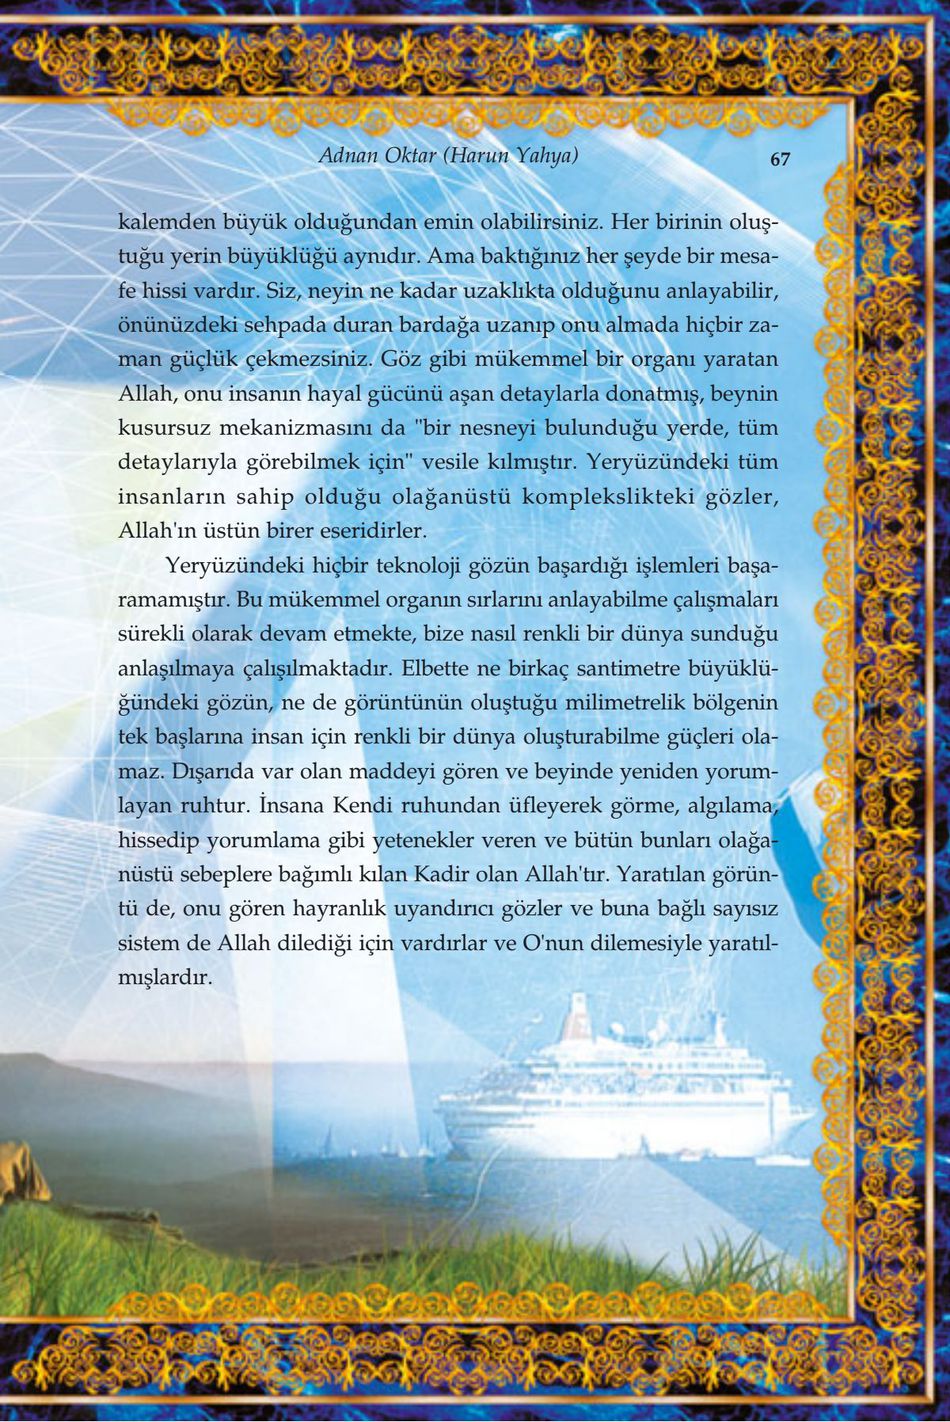 Adnan Oktar (Harun Yahya)
67
kalemden büyük olduğundan emin olabilirsiniz. Her birinin oluş-
tuğu yerin büyüklüğü aynıdır. Ama baktığınız her şeyde bir mesa-
fe hissi vardır. Siz, neyin ne kadar uzaklıkta olduğunu anlayabilir,
önünüzdeki sehpada duran bardağa uzanıp onu almada hiçbir za-
man güçlük çekmezsiniz. Göz gibi mükemmel bir organı yaratan
Allah, onu insanın hayal gücünü aşan detaylarla donatmış, beynin
kusursuz mekanizmasını da "bir nesneyi bulunduğu yerde, tüm
detaylarıyla görebilmek için" vesile kılmıştır. Yeryüzündeki tüm
insanların sahip olduğu olağanüstü komplekslikteki gözler,
Allah'ın üstün birer eseridirler.
Yeryüzündeki hiçbir teknoloji gözün başardığı işlemleri başa-
ramamıştır. Bu mükemmel organın sırlarını anlayabilme çalışmaları
sürekli olarak devam etmekte, bize nasıl renkli bir dünya sunduğu
anlaşılmaya çalışılmaktadır. Elbette ne birkaç santimetre büyüklü-
ğündeki gözün, ne de görüntünün oluştuğu milimetrelik bölgenin
tek başlarına insan için renkli bir dünya oluşturabilme güçleri ola-
maz. Dışarıda var olan maddeyi gören ve beyinde yeniden yorum-
layan ruhtur. İnsana Kendi ruhundan üfleyerek görme, algılama,
hissedip yorumlama gibi yetenekler veren ve bütün bunları olağa-
nüstü sebeplere bağımlı kılan Kadir olan Allah'tır. Yaratılan görün-
tü de, onu gören hayranlık uyandırıcı gözler ve buna bağlı sayısız
sistem de Allah dilediği için vardırlar ve O'nun dilemesiyle yaratıl-
mışlardır.